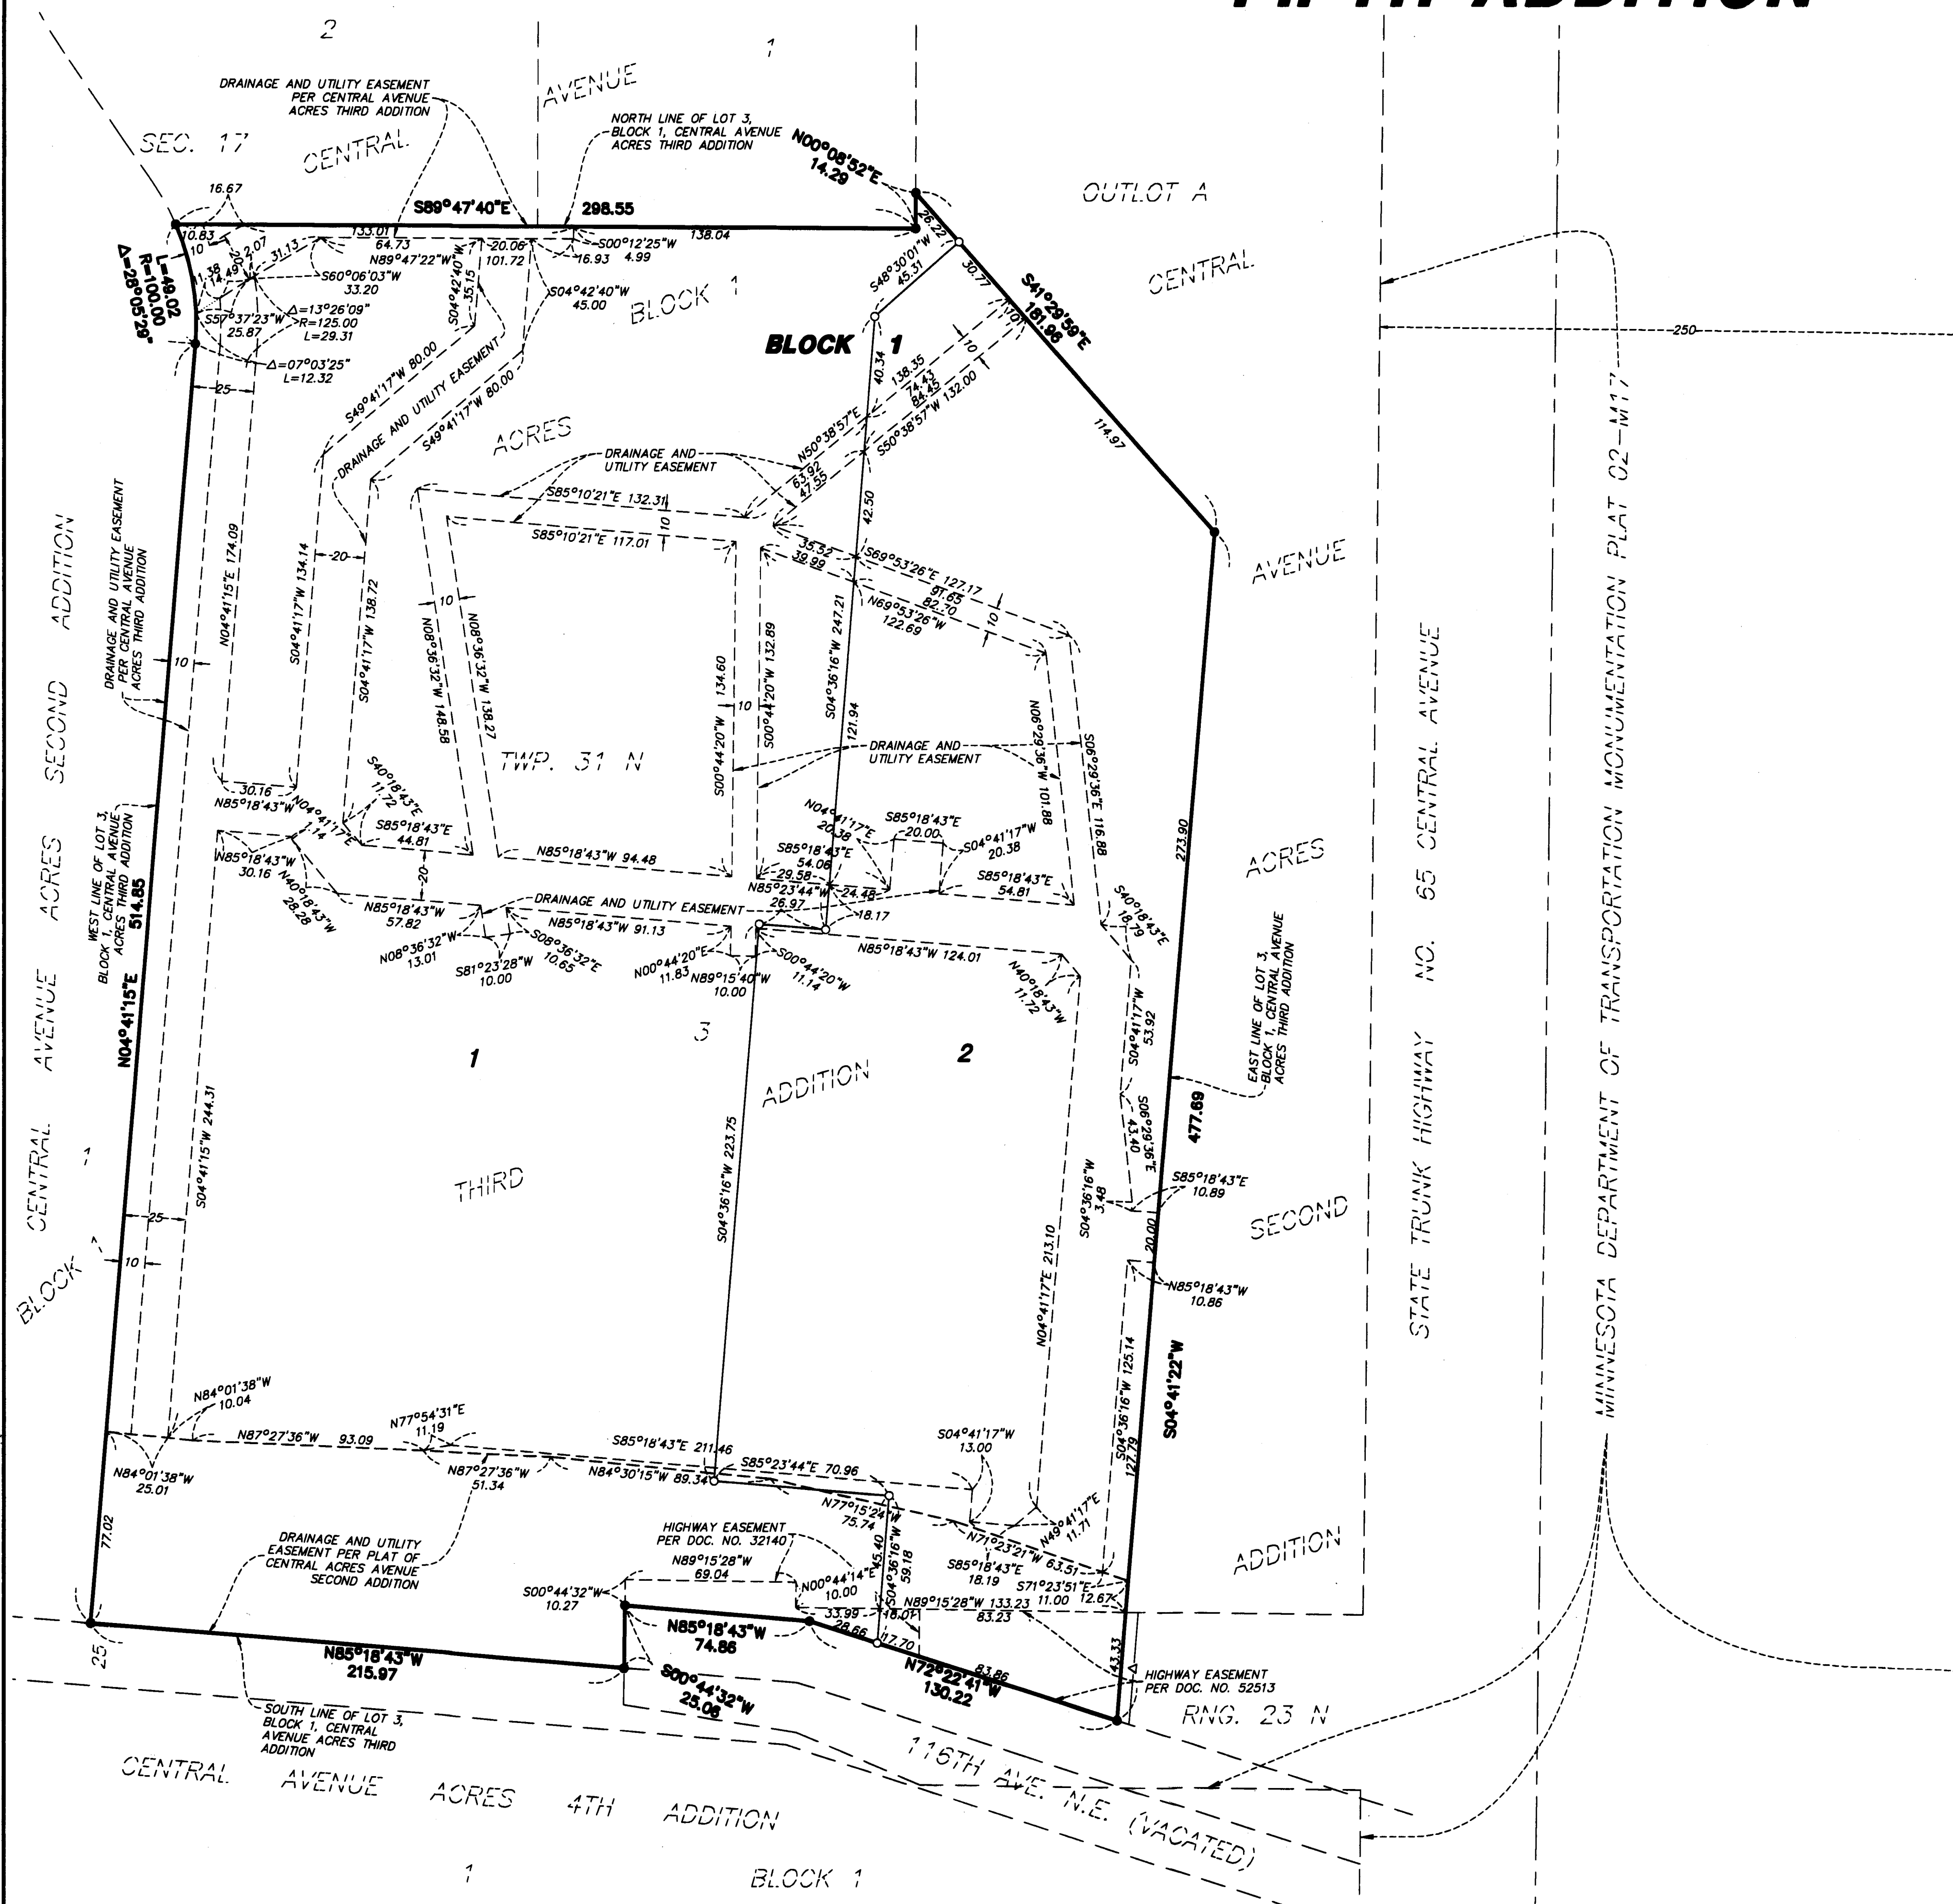 FIFTH ADDITION
2
1
AVENUE
DRAINAGE AND UTILITY EASEMENT
PER CENTRAL AVENUE
ACRES THIRD ADDITION
NORTH LINE OF LOT 3,
BLOCK 1, CENTRAL AVENUE
ACRES THIRD ADDITION
SEC. 17
CENTRAL
N00°08'52"E
14.29
OUTLOT A
16.67
S89°47'40"E
298.55
26.22
10.83
133.01
138.04
10
2.07
31.13
64.73
20.06
S00°12'25"W
4.99
N89°47'22"W
101.72
16.93
S48°30'01"W
45.31
30.77
CENTRAL
11.38
14.49
20
S60°06'03"W
33.20
S04°42'40"W
35.15
S04°42'40"W
45.00
BLOCK 1
S41°29'59"E
181.96
L=49.02
R=100.00
Δ=28°05'29"
S57°37'23"W
25.87
Δ=13°26'09"
R=125.00
L=29.31
BLOCK 1
10
10
250
Δ=07°03'25"
L=12.32
25
40.34
138.35
74.43
84.45
S49°41'17"W 80.00
DRAINAGE AND UTILITY EASEMENT
S49°41'17"W 80.00
N50°38'57"E
S50°38'57"W 132.00
63.92
47.55
114.97
ACRES
DRAINAGE AND
UTILITY EASEMENT
S85°10'21"E 132.31
10
S85°10'21"E 117.01
42.50
DRAINAGE AND UTILITY EASEMENT
PER CENTRAL AVENUE
ACRES THIRD ADDITION
N04°41'15"E 174.09
S04°41'17"W 134.14
20
S04°41'17"W 138.72
35.52
39.99
S69°53'26"E 127.17
91.65
82.70
N69°53'26"W
122.69
10
AVENUE
10
N08°36'32"W 148.58
N08°36'32"W 138.27
10
S00°44'20"W 134.60
10
S00°44'20"W 132.89
S04°36'16"W 247.21
121.94
DRAINAGE AND
UTILITY EASEMENT
N06°29'36"W 101.88
S06°29'36"E 116.88
TWP. 31 N
CENTRAL AVENUE ACRES SECOND ADDITION
30.16
N85°18'43"W
N04°41'17"E
1.14
S40°18'43"E
11.72
S85°18'43"E
44.81
N04°41'17"E
20.38
S85°18'43"E
20.00
S04°41'17"W
20.38
273.90
ACRES
WEST LINE OF LOT 3,
BLOCK 1, CENTRAL AVENUE
ACRES THIRD ADDITION
N85°18'43"W
30.16
N40°18'43"W
28.28
20
N85°18'43"W 94.48
S85°18'43"E
54.06
29.58
N85°23'44"W
26.97
24.48
18.17
S85°18'43"E
54.81
N85°18'43"W
57.82
DRAINAGE AND UTILITY EASEMENT
N85°18'43"W 91.13
N08°36'32"W
13.01
S81°23'28"W
10.00
S08°36'32"E
10.65
N00°44'20"E
11.83
N89°15'40"W
10.00
S00°44'20"W
11.14
N85°18'43"W 124.01
N40°18'43"W
11.72
S40°18'43"E
18.79
N04°41'15"E
514.85
1
3
ADDITION
2
S04°41'17"W
53.92
EAST LINE OF LOT 3,
BLOCK 1, CENTRAL AVENUE
ACRES THIRD ADDITION
S04°41'15"W 244.31
S04°36'16"W 223.75
S06°29'36"E
43.40
477.69
THIRD
1
S04°36'16"W
3.48
S85°18'43"E
10.89
20.00
SECOND
25
10
BLOCK
N04°41'17"E 213.10
N85°18'43"W
10.86
S04°36'16"W 125.14
127.79
S04°41'22"W
N84°01'38"W
10.04
N87°27'36"W 93.09
N77°54'31"E
11.19
S85°18'43"E 211.46
S04°41'17"W
13.00
N84°01'38"W
25.01
N87°27'36"W
51.34
N84°30'15"W 89.34
S85°23'44"E 70.96
N77°15'24"W
75.74
N49°41'17"E
11.71
77.02
DRAINAGE AND UTILITY
EASEMENT PER PLAT OF
CENTRAL ACRES AVENUE
SECOND ADDITION
HIGHWAY EASEMENT
PER DOC. NO. 32140
N89°15'28"W
69.04
45.40
S04°36'16"W
59.18
N71°23'21"W 63.51
S85°18'43"E
18.19
ADDITION
S00°44'32"W
10.27
N00°44'14"E
10.00
S71°23'51"E
11.00
12.67
33.99
16.01
N89°15'28"W 133.23
83.23
25
N85°18'43"W
215.97
N85°18'43"W
74.86
28.66
17.70
43.33
S00°44'32"W
25.06
83.86
N72°22'41"W
130.22
HIGHWAY EASEMENT
PER DOC. NO. 52513
SOUTH LINE OF LOT 3,
BLOCK 1, CENTRAL
AVENUE ACRES THIRD
ADDITION
RNG. 23 N
116TH AVE. N.E. (VACATED)
CENTRAL AVENUE ACRES 4TH ADDITION
1
BLOCK 1
STATE TRUNK HIGHWAY NO. 65 CENTRAL AVENUE
MINNESOTA DEPARTMENT OF TRANSPORTATION MONUMENTATION PLAT 02-M17